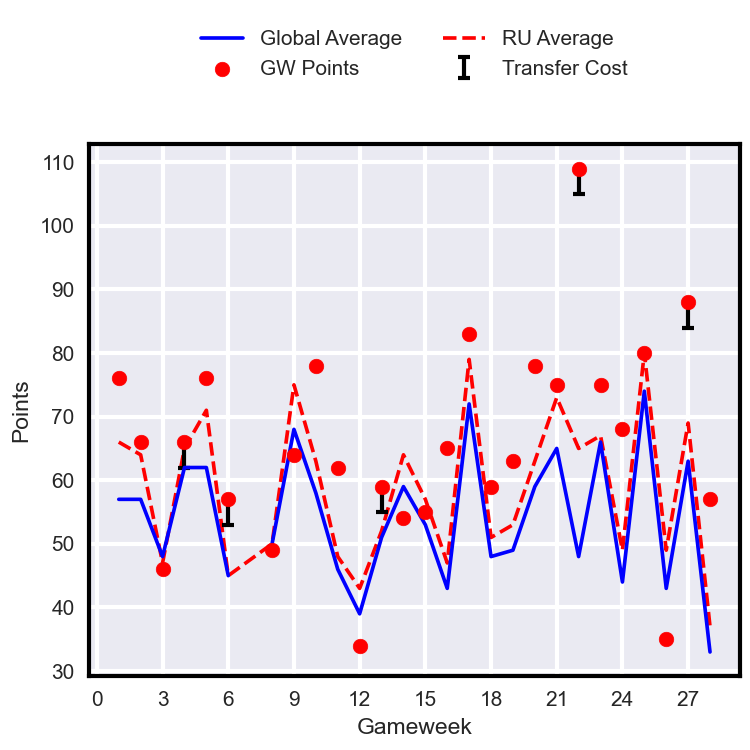 Global Average
RU Average
GW Points
Transfer Cost
110
100
90
80
70
60
50
40
30
Points
0 3 6 9 12 15 18 21 24 27
Gameweek